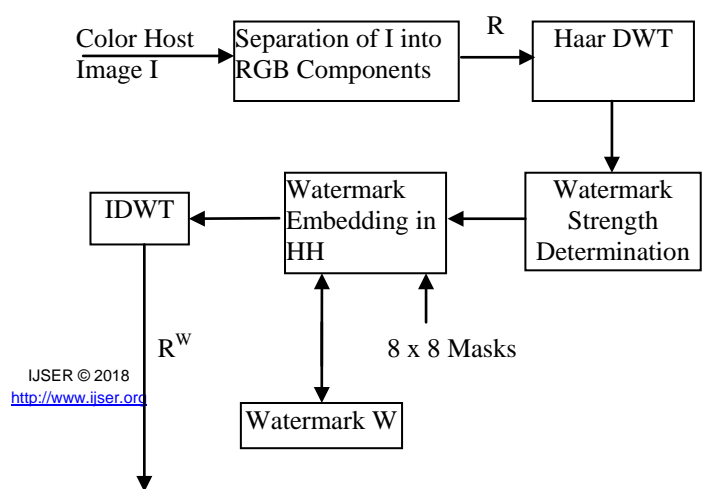 Color Host
Image I
Separation of I into
RGB Components
R
Haar DWT
IDWT
Watermark
Embedding in
HH
Watermark
Strength
Determination
R^W
8 x 8 Masks
IJSER © 2018
http://www.ijser.org
Watermark W